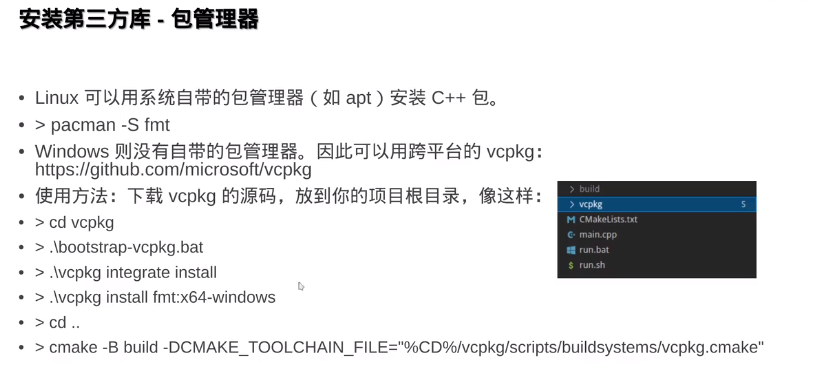 安装第三方库 - 包管理器
• Linux 可以用系统自带的包管理器（如 apt）安装 C++ 包。
• > pacman -S fmt
• Windows 则没有自带的包管理器。因此可以用跨平台的 vcpkg：
https://github.com/microsoft/vcpkg
• 使用方法：下载 vcpkg 的源码，放到你的项目根目录，像这样：
> build
> vcpkg 5
CMakeLists.txt
main.cpp
run.bat
$ run.sh
• > cd vcpkg
• > .\bootstrap-vcpkg.bat
• > .\vcpkg integrate install
• > .\vcpkg install fmt:x64-windows
• > cd ..
• > cmake -B build -DCMAKE_TOOLCHAIN_FILE="%CD%/vcpkg/scripts/buildsystems/vcpkg.cmake"